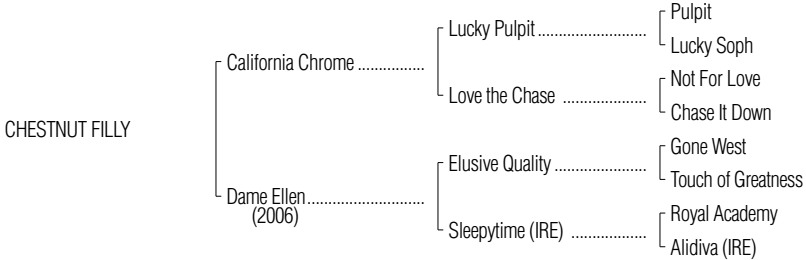 Pulpit
Lucky Pulpit ........................
Lucky Soph
California Chrome ................
Not For Love
Love the Chase .....................
Chase It Down
CHESTNUT FILLY
Gone West
Elusive Quality .......................
Touch of Greatness
Dame Ellen............................
(2006)
Royal Academy
Sleepytime (IRE) ...................
Alidiva (IRE)